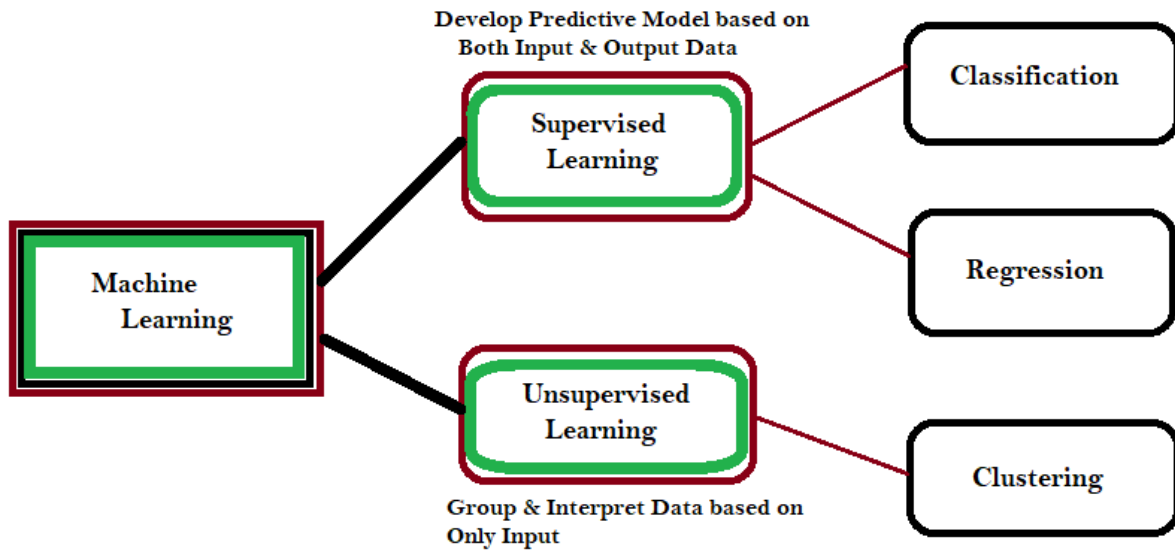 Develop Predictive Model based on
Both Input & Output Data
Supervised
Learning
Classification
Regression
Machine
Learning
Unsupervised
Learning
Group & Interpret Data based on
Only Input
Clustering